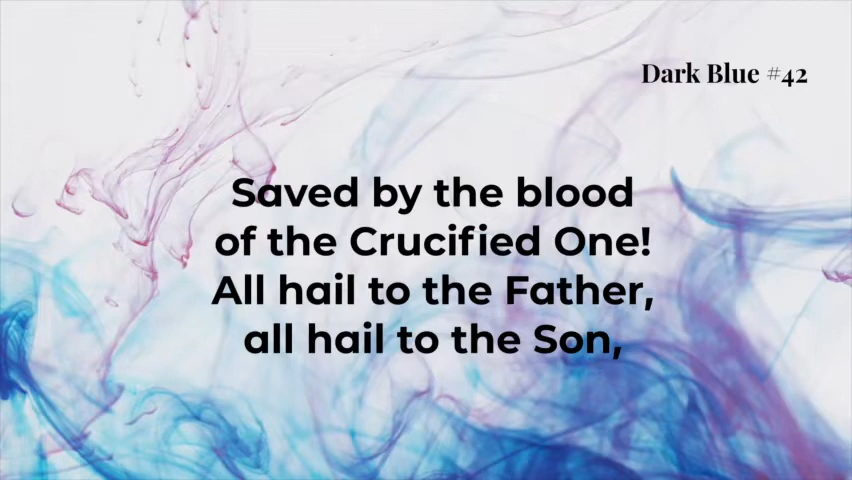 Dark Blue #42
Saved by the blood
of the Crucified One!
All hail to the Father,
all hail to the Son,